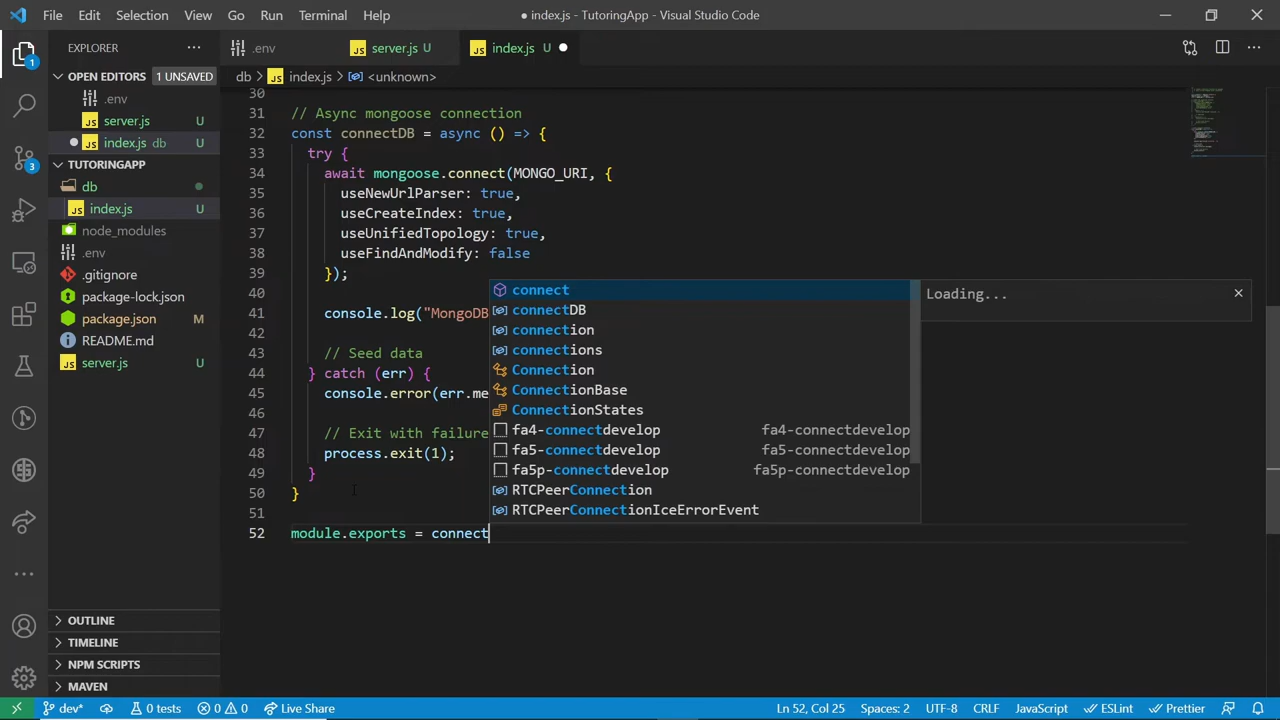 File Edit Selection View Go Run Terminal Help
● index.js - TutoringApp - Visual Studio Code
EXPLORER
.env
server.js U
index.js U
OPEN EDITORS 1 UNSAVED
.env
server.js U
index.js db U
TUTORINGAPP
db
index.js U
node_modules
.env
.gitignore
package-lock.json
package.json M
README.md
server.js U
OUTLINE
TIMELINE
NPM SCRIPTS
MAVEN
1
3
db > index.js > <unknown>
30
31 // Async mongoose connection
32 const connectDB = async () => {
33 try {
34 await mongoose.connect(MONGO_URI, {
35 useNewUrlParser: true,
36 useCreateIndex: true,
37 useUnifiedTopology: true,
38 useFindAndModify: false
39 });
40
41 console.log("MongoDB
42
43 // Seed data
44 } catch (err) {
45 console.error(err.me
46
47 // Exit with failure
48 process.exit(1);
49 }
50 }
51
52 module.exports = connect
connect
connectDB
connection
connections
Connection
ConnectionBase
ConnectionStates
fa4-connectdevelop fa4-connectdevelop
fa5-connectdevelop fa5-connectdevelop
fa5p-connectdevelop fa5p-connectdevelop
RTCPeerConnection
RTCPeerConnectionIceErrorEvent
Loading...
dev* 0 tests 0 0 Live Share
Ln 52, Col 25 Spaces: 2 UTF-8 CRLF JavaScript ESLint Prettier